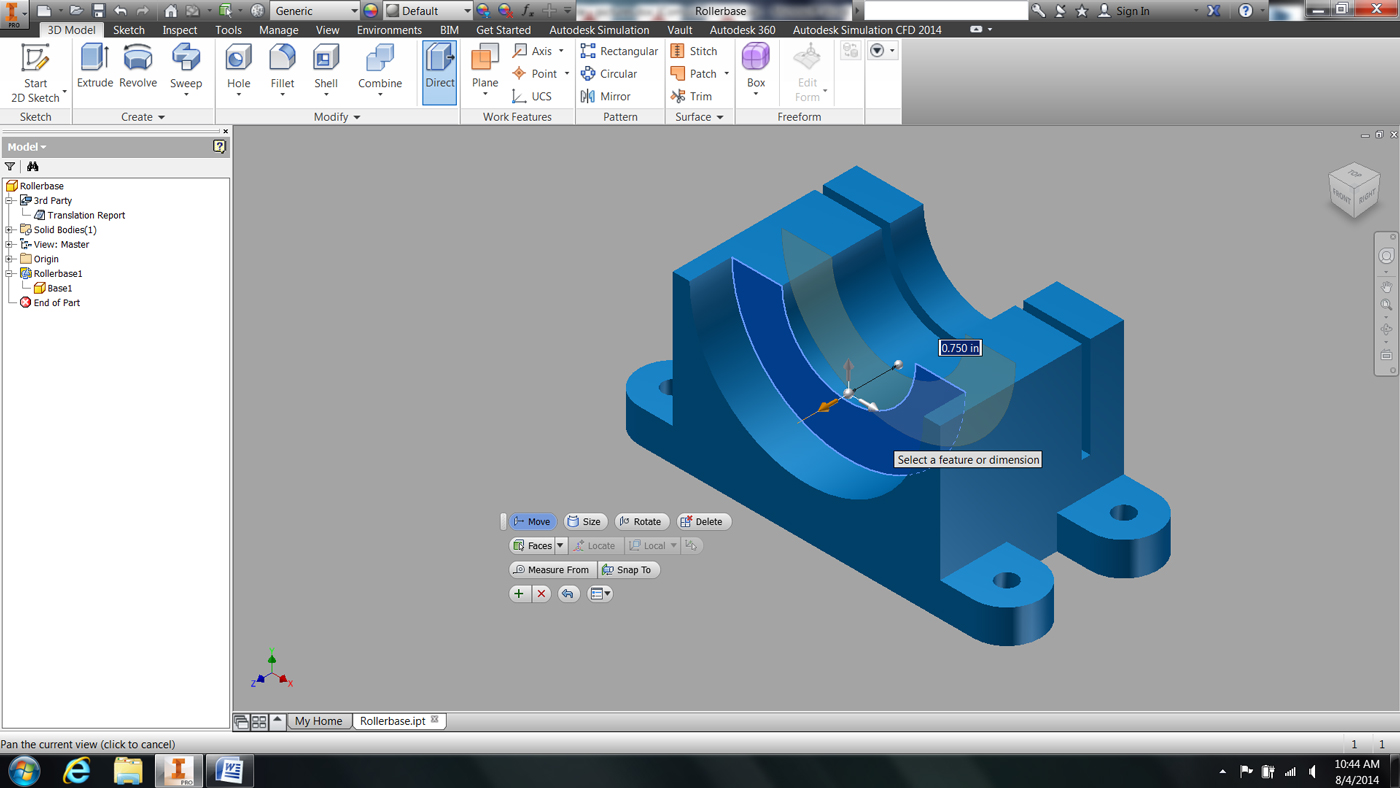 PRO Generic Default Rollerbase Sign In
3D Model Sketch Inspect Tools Manage View Environments BIM Get Started Autodesk Simulation Vault Autodesk 360 Autodesk Simulation CFD 2014
Start 2D Sketch
Extrude Revolve Sweep
Hole Fillet Shell Combine
Direct
Plane
Axis
Point
UCS
Rectangular
Circular
Mirror
Stitch
Patch
Trim
Box
Edit Form
Sketch Create Modify Work Features Pattern Surface Freeform
Model
Rollerbase
3rd Party
Translation Report
Solid Bodies(1)
View: Master
Origin
Rollerbase1
Base1
End of Part
TOP
FRONT RIGHT
0.750 in
Select a feature or dimension
Move Size Rotate Delete
Faces Locate Local
Measure From Snap To
Y
Z X
My Home Rollerbase.ipt
Pan the current view (click to cancel) 1 1
PRO
10:44 AM
8/4/2014